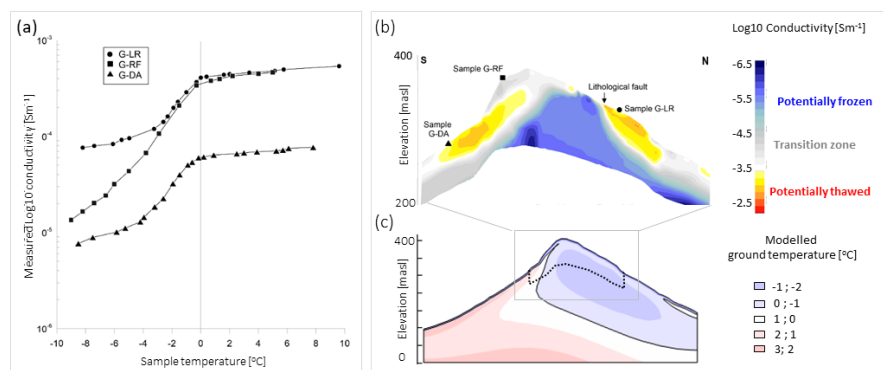 (a)
G-LR
G-RF
G-DA
10⁻³
10⁻⁴
10⁻⁵
10⁻⁶
Measured Log10 conductivity [Sm⁻¹]
-10 -8 -6 -4 -2 0 2 4 6 8 10
Sample temperature [°C]
(b)
400
200
Elevation [masl]
S
N
Sample G-RF
Lithological fault
Sample G-LR
Sample
G-DA
Log10 Conductivity [Sm⁻¹]
-6.5
-5.5
-4.5
-3.5
-2.5
Potentially frozen
Transition zone
Potentially thawed
(c)
400
0
Elevation [masl]
Modelled
ground temperature [°C]
-1 ; -2
0 ; -1
1 ; 0
2 ; 1
3; 2